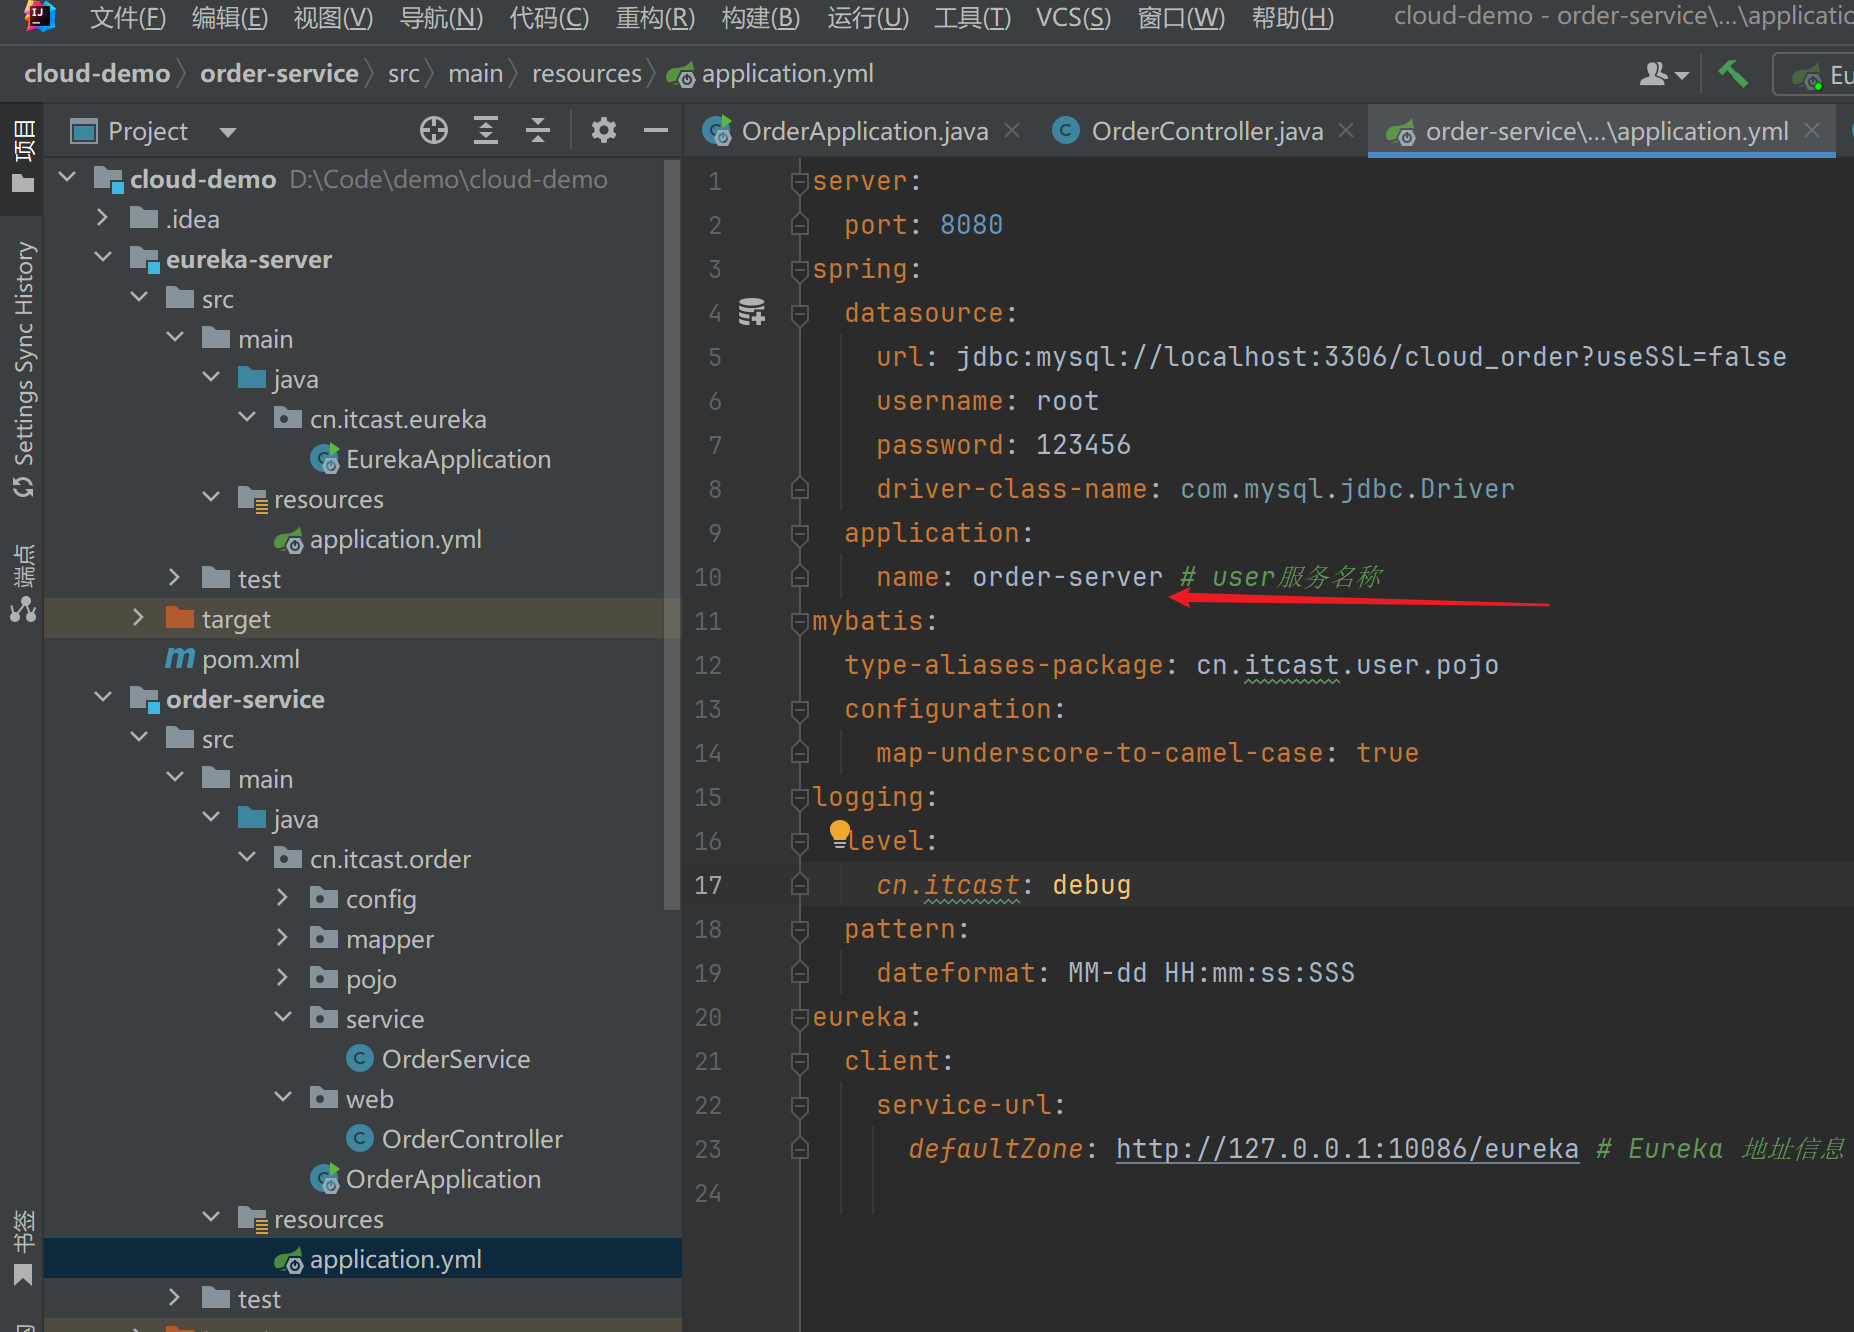 文件(F) 编辑(E) 视图(V) 导航(N) 代码(C) 重构(R) 构建(B) 运行(U) 工具(T) VCS(S) 窗口(W) 帮助(H) cloud-demo - order-service\...\applicatio
cloud-demo order-service src main resources application.yml Eu
项目
Settings Sync History
端点
书签
Project
cloud-demo D:\Code\demo\cloud-demo
.idea
eureka-server
src
main
java
cn.itcast.eureka
EurekaApplication
resources
application.yml
test
target
pom.xml
order-service
src
main
java
cn.itcast.order
config
mapper
pojo
service
OrderService
web
OrderController
OrderApplication
resources
application.yml
test
OrderApplication.java OrderController.java order-service\...\application.yml
1 server:
2 port: 8080
3 spring:
4 datasource:
5 url: jdbc:mysql://localhost:3306/cloud_order?useSSL=false
6 username: root
7 password: 123456
8 driver-class-name: com.mysql.jdbc.Driver
9 application:
10 name: order-server # user服务名称
11 mybatis:
12 type-aliases-package: cn.itcast.user.pojo
13 configuration:
14 map-underscore-to-camel-case: true
15 logging:
16 level:
17 cn.itcast: debug
18 pattern:
19 dateformat: MM-dd HH:mm:ss:SSS
20 eureka:
21 client:
22 service-url:
23 defaultZone: http://127.0.0.1:10086/eureka # Eureka 地址信息
24